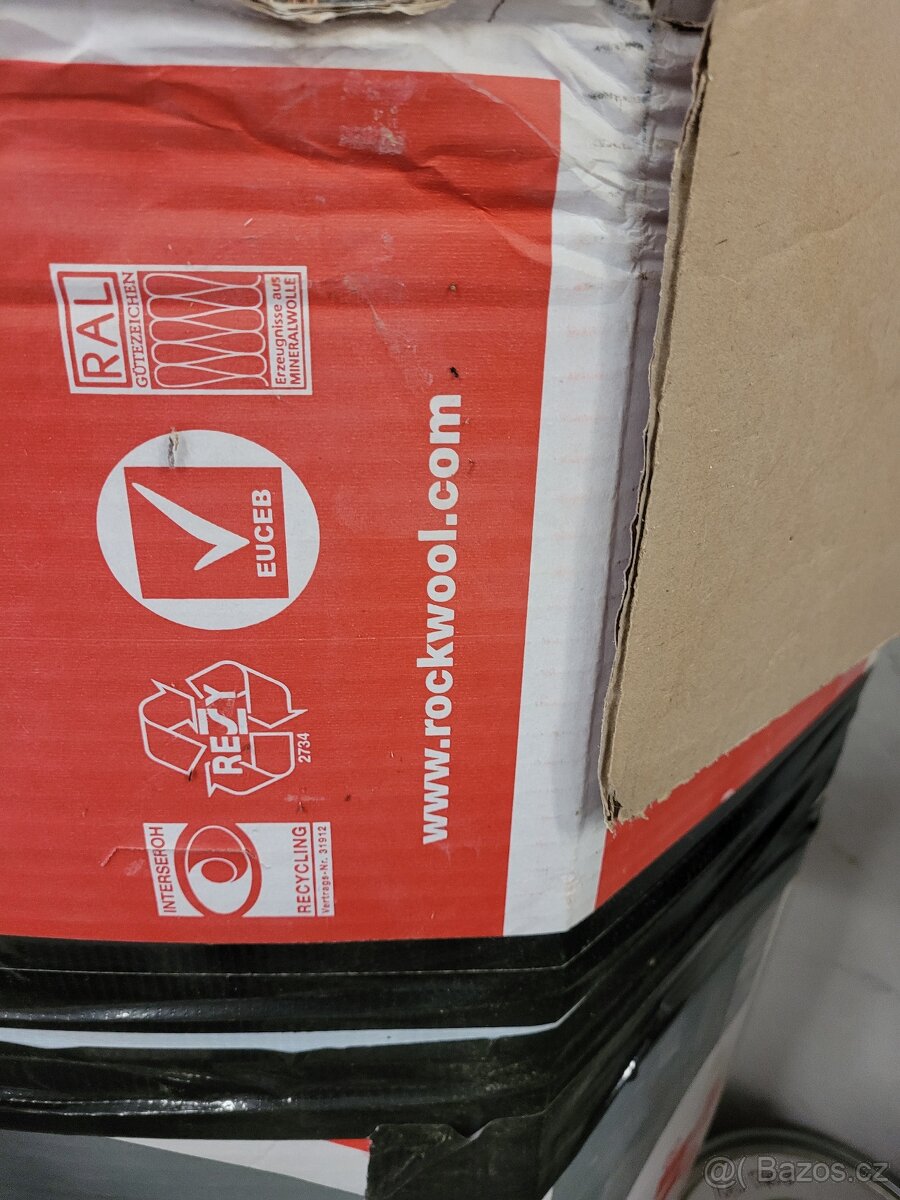 RAL
GÜTEZEICHEN
Erzeugnisse aus
MINERALWOLLE
EUCEB
RESY
2734
INTERSEROH
RECYCLING
Vertrags-Nr. 31912
www.rockwool.com
@( Bazos.cz